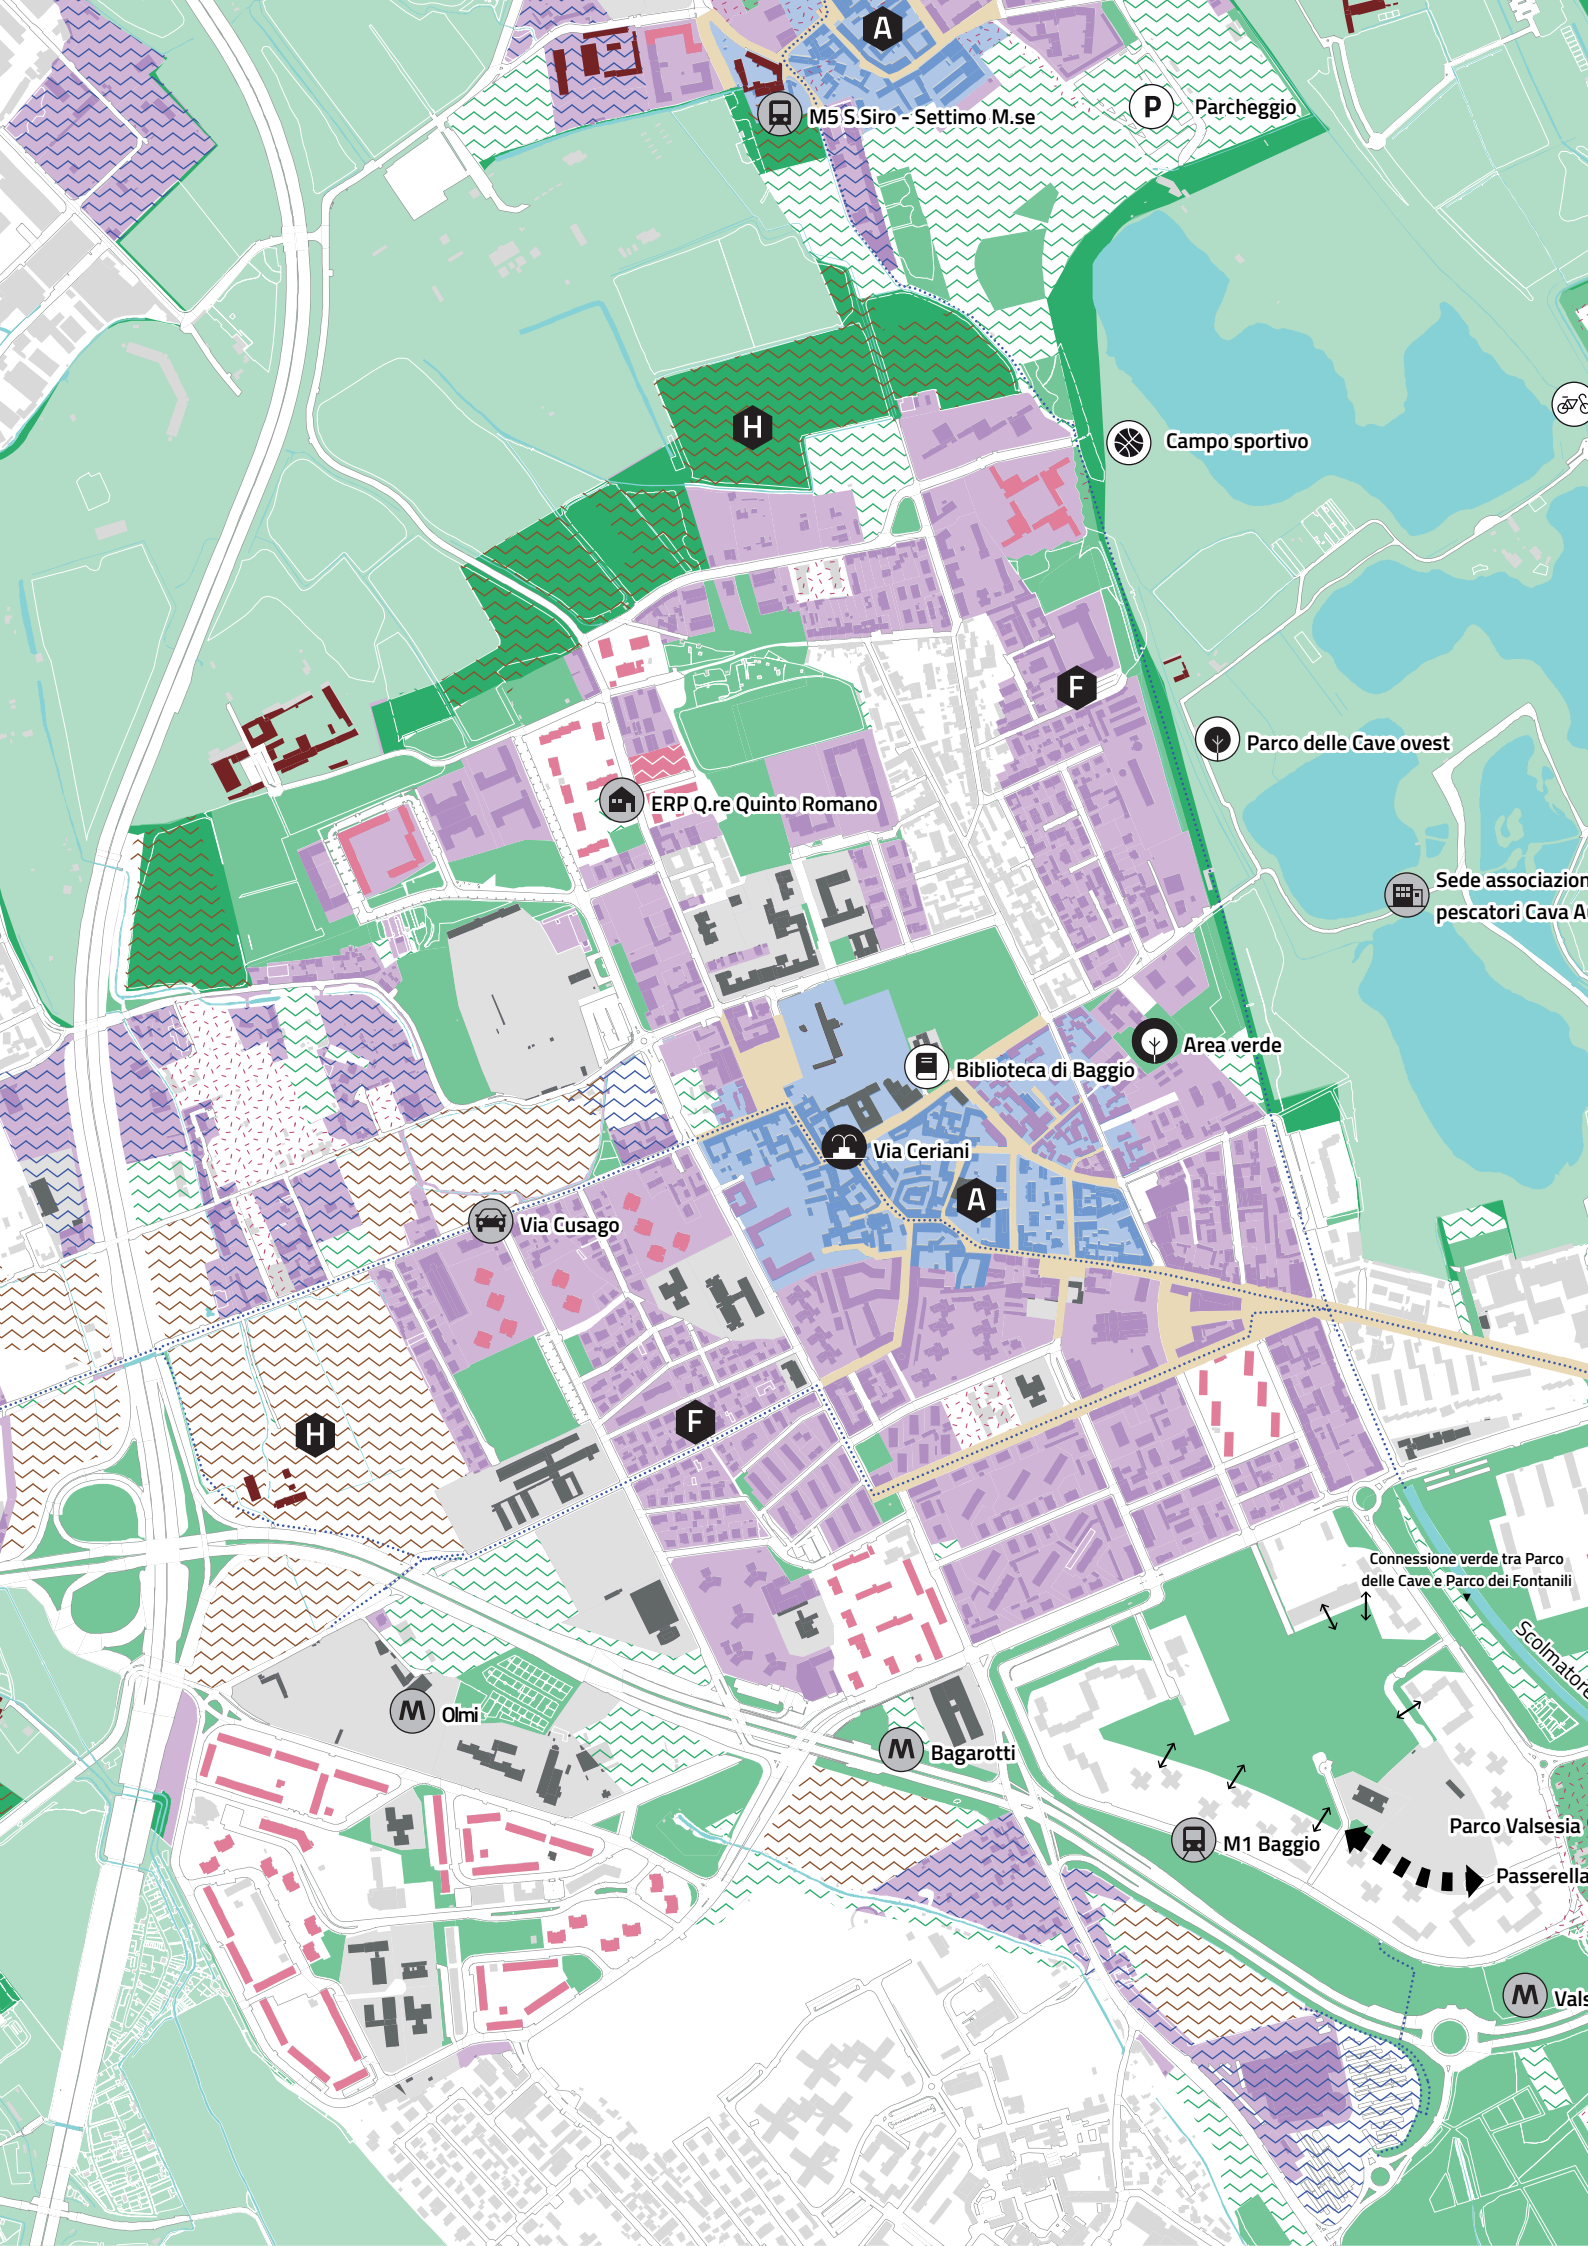 A
M5 S.Siro - Settimo M.se
P
Parcheggio
H
Campo sportivo
F
Parco delle Cave ovest
ERP Q.re Quinto Romano
Sede associazion
pescatori Cava A
Area verde
Biblioteca di Baggio
Via Ceriani
A
Via Cusago
F
H
Connessione verde tra Parco
delle Cave e Parco dei Fontanili
Scolmatore
M
Olmi
M
Bagarotti
Parco Valsesia
M1 Baggio
Passerella
M
Vals